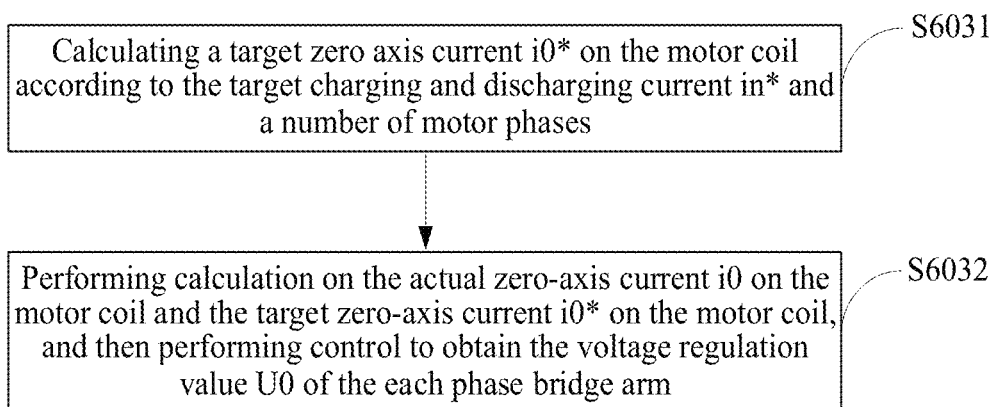 S6031
Calculating a target zero axis current i0* on the motor coil
according to the target charging and discharging current in* and
a number of motor phases
S6032
Performing calculation on the actual zero-axis current i0 on the
motor coil and the target zero-axis current i0* on the motor coil,
and then performing control to obtain the voltage regulation
value U0 of the each phase bridge arm